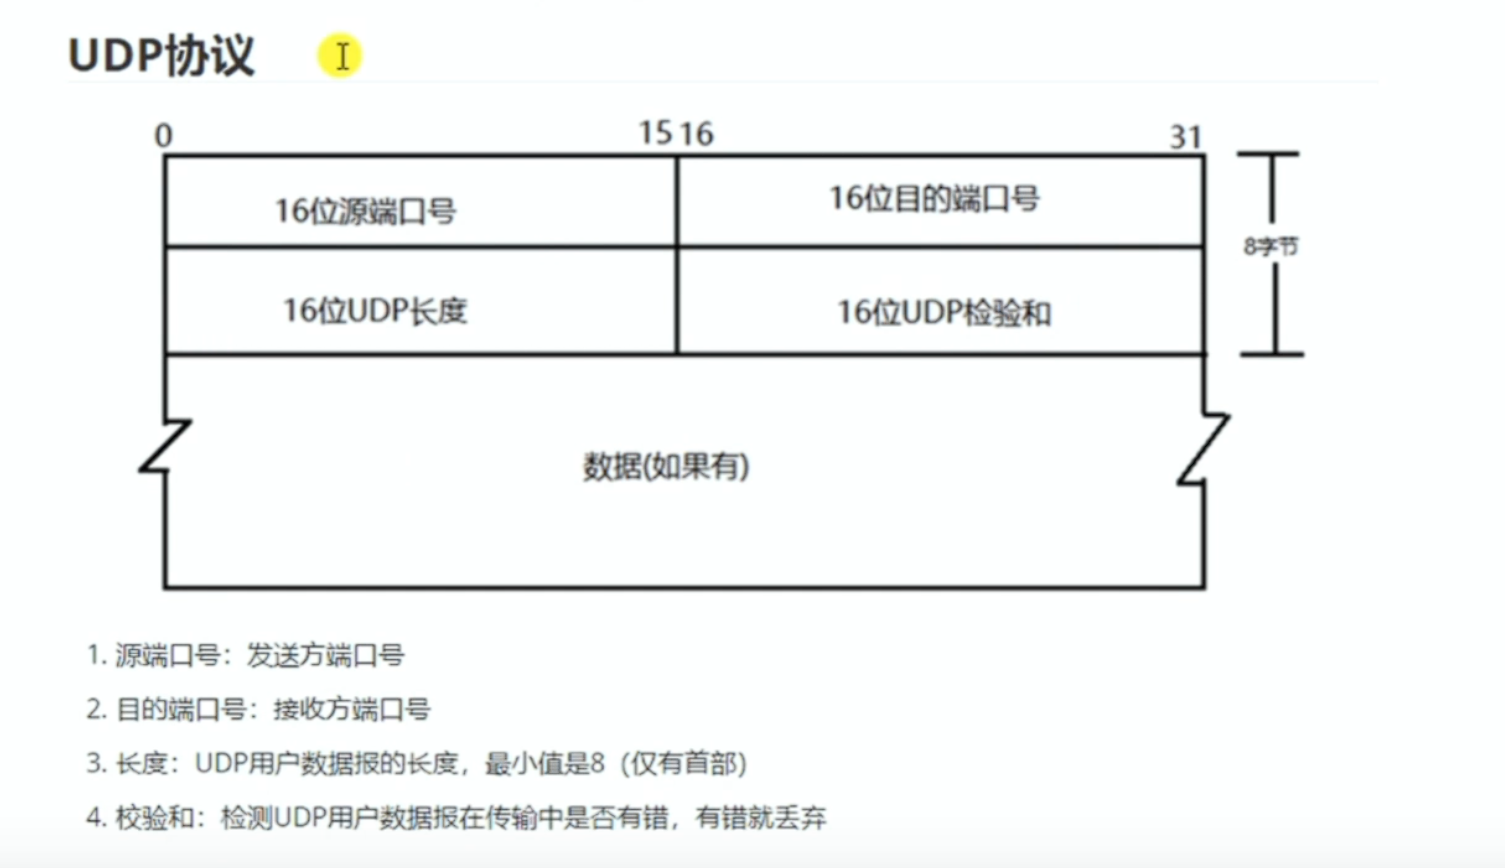 UDP协议
0 15 16 31
16位源端口号 16位目的端口号
8字节
16位UDP长度 16位UDP检验和
数据(如果有)
1. 源端口号：发送方端口号
2. 目的端口号：接收方端口号
3. 长度：UDP用户数据报的长度，最小值是8（仅有首部）
4. 校验和：检测UDP用户数据报在传输中是否有错，有错就丢弃